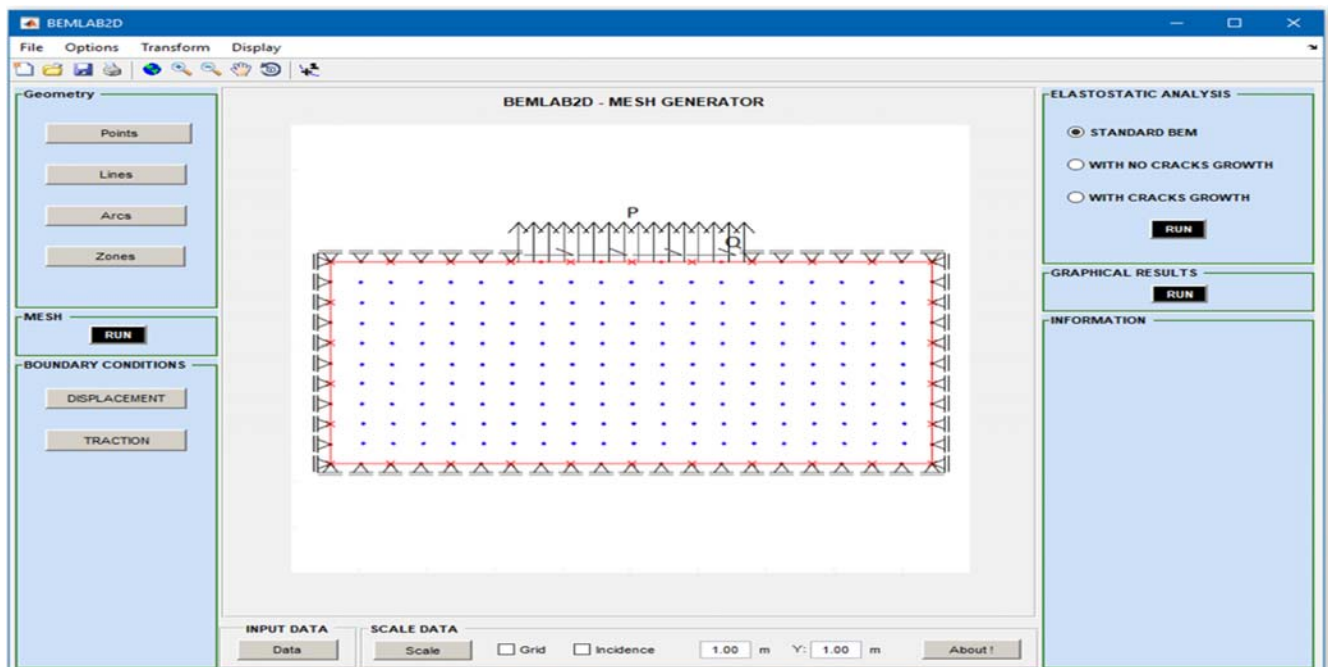 BEMLAB2D
File Options Transform Display
Geometry
Points
Lines
Arcs
Zones
MESH
RUN
BOUNDARY CONDITIONS
DISPLACEMENT
TRACTION
BEMLAB2D - MESH GENERATOR
P
Q
INPUT DATA
Data
SCALE DATA
Scale Grid Incidence 1.00 m Y: 1.00 m About !
ELASTOSTATIC ANALYSIS
STANDARD BEM
WITH NO CRACKS GROWTH
WITH CRACKS GROWTH
RUN
GRAPHICAL RESULTS
RUN
INFORMATION